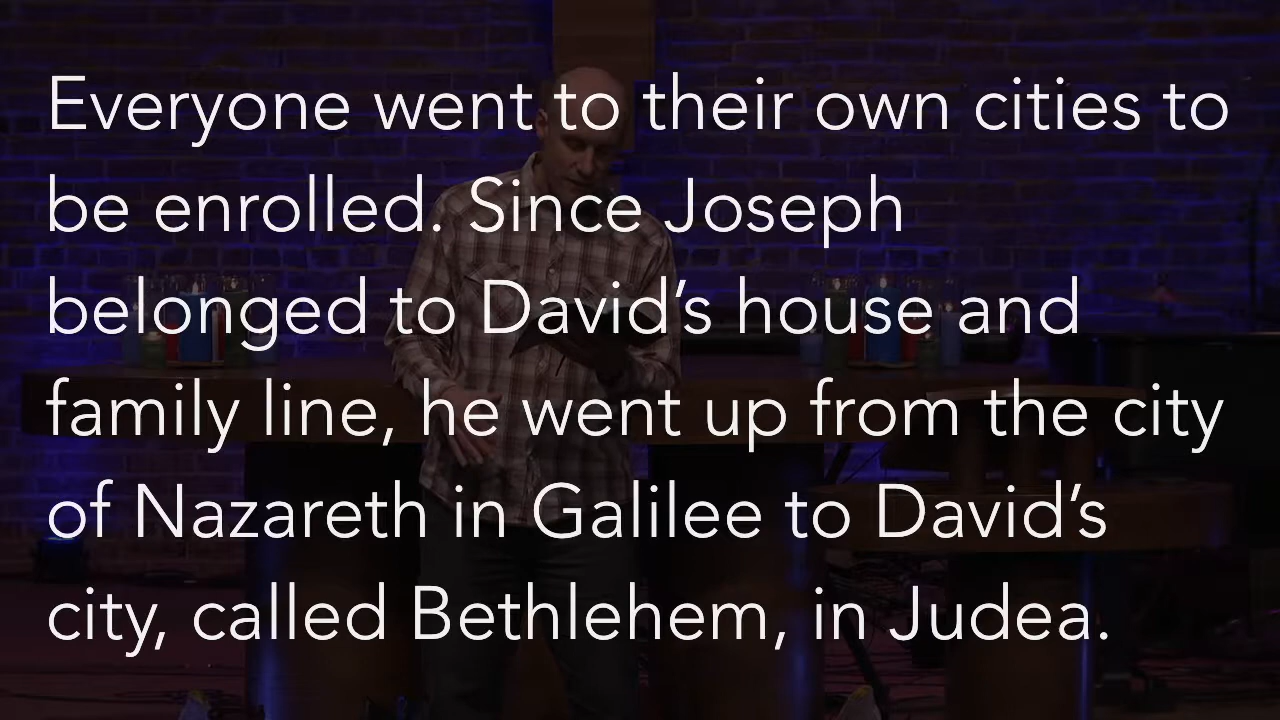 Everyone went to their own cities to
be enrolled. Since Joseph
belonged to David’s house and
family line, he went up from the city
of Nazareth in Galilee to David’s
city, called Bethlehem, in Judea.